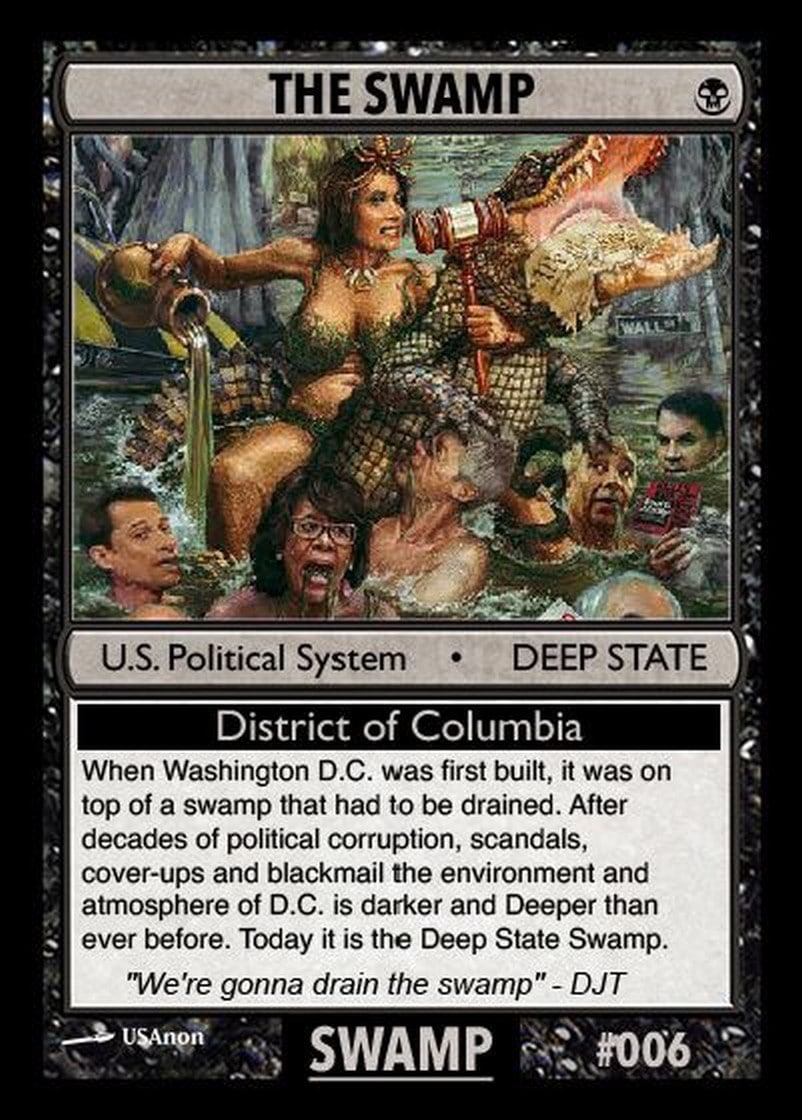 THE SWAMP
WALL ST
U.S. Political System • DEEP STATE
District of Columbia
When Washington D.C. was first built, it was on
top of a swamp that had to be drained. After
decades of political corruption, scandals,
cover-ups and blackmail the environment and
atmosphere of D.C. is darker and Deeper than
ever before. Today it is the Deep State Swamp.
"We're gonna drain the swamp" - DJT
USAnon
SWAMP
#006